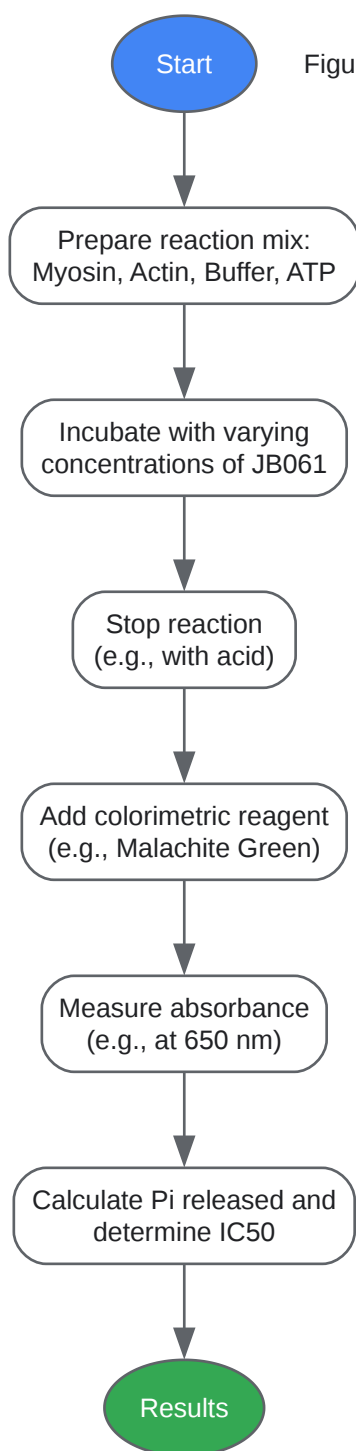 Start
Figu
Prepare reaction mix:
Myosin, Actin, Buffer, ATP
Incubate with varying
concentrations of JB061
Stop reaction
(e.g., with acid)
Add colorimetric reagent
(e.g., Malachite Green)
Measure absorbance
(e.g., at 650 nm)
Calculate Pi released and
determine IC50
Results